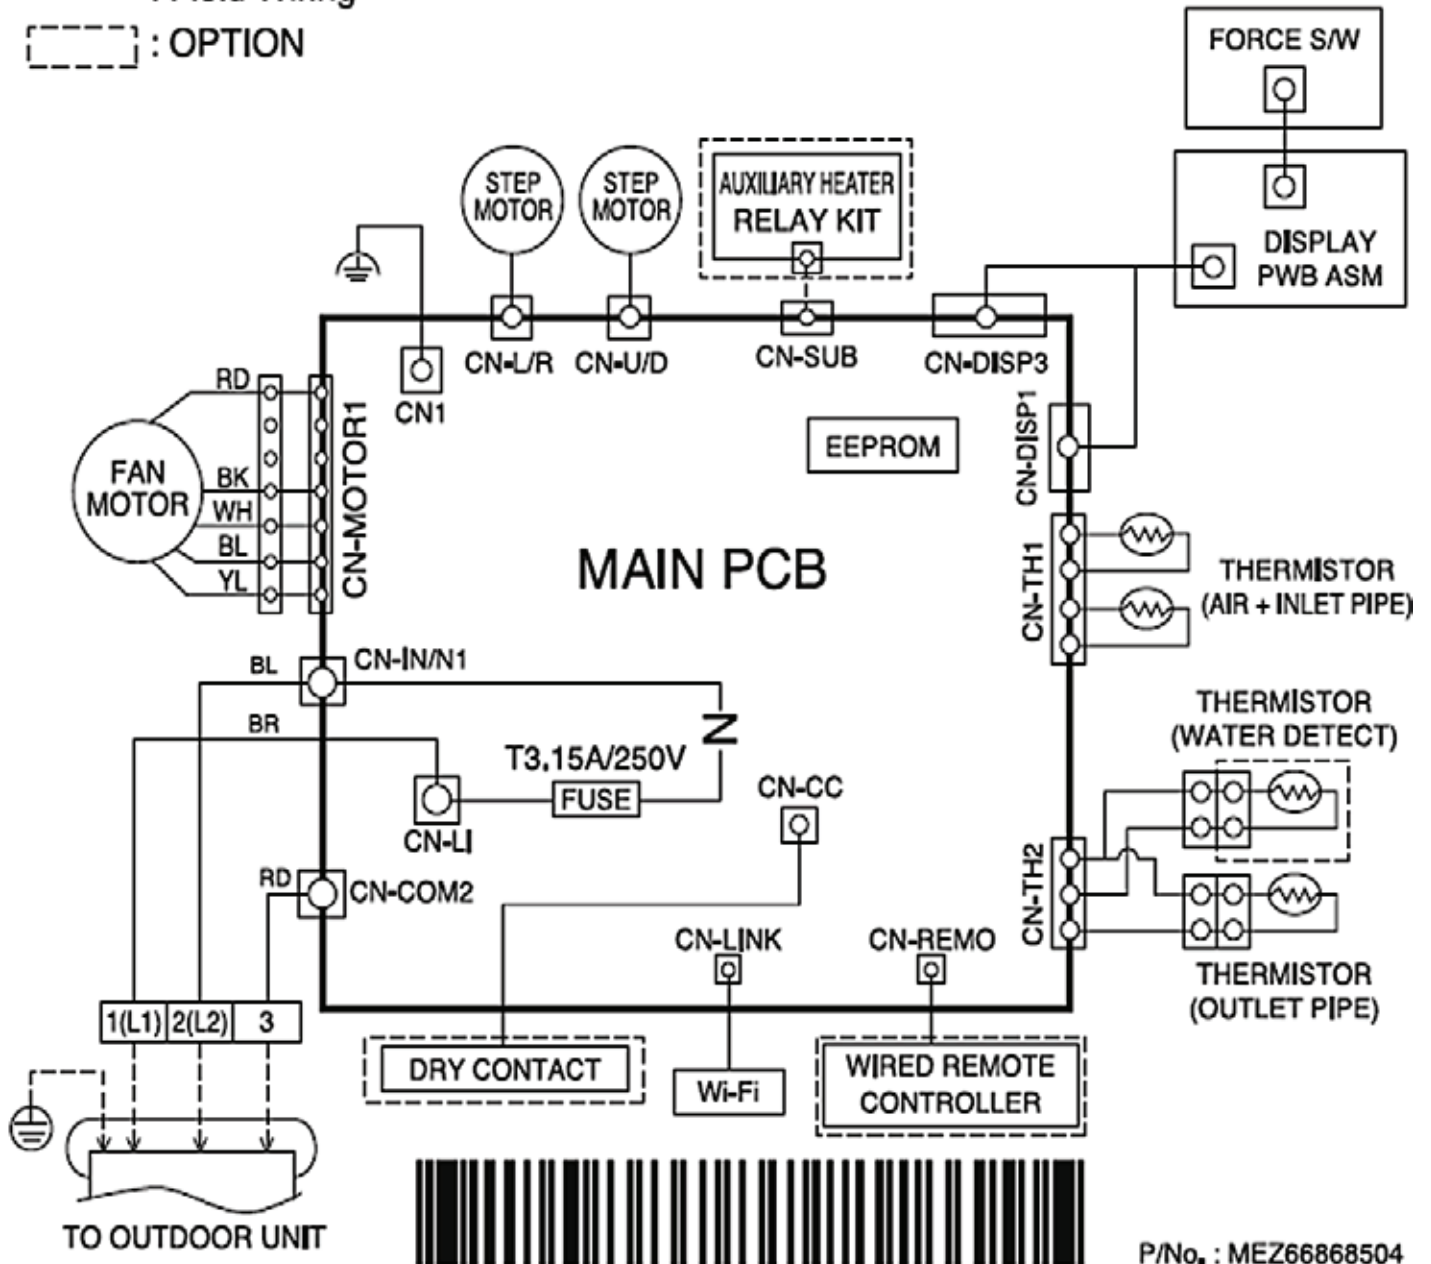 : OPTION
FORCE S/W
DISPLAY
PWB ASM
STEP
MOTOR
STEP
MOTOR
AUXILIARY HEATER
RELAY KIT
CN-L/R
CN-U/D
CN-SUB
CN-DISP3
CN1
CN-DISP1
EEPROM
RD
BK
WH
BL
YL
FAN
MOTOR
CN-MOTOR1
MAIN PCB
CN-TH1
THERMISTOR
(AIR + INLET PIPE)
BL
CN-IN/N1
BR
N
T3.15A/250V
FUSE
CN-LI
CN-CC
THERMISTOR
(WATER DETECT)
RD
CN-COM2
CN-TH2
CN-LINK
CN-REMO
THERMISTOR
(OUTLET PIPE)
1(L1) 2(L2) 3
DRY CONTACT
Wi-Fi
WIRED REMOTE
CONTROLLER
TO OUTDOOR UNIT
P/No. : MEZ66868504